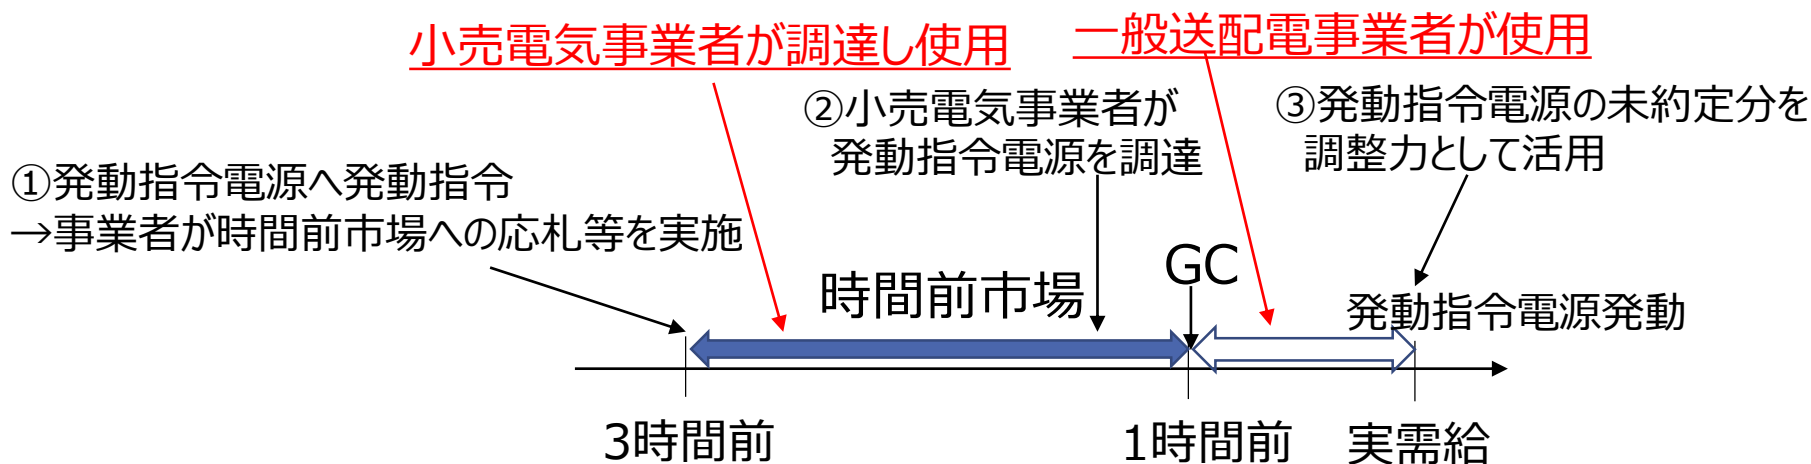 小売電気事業者が調達し使用
一般送配電事業者が使用
②小売電気事業者が
発動指令電源を調達
③発動指令電源の未約定分を
調整力として活用
①発動指令電源へ発動指令
→事業者が時間前市場への応札等を実施
時間前市場
GC
発動指令電源発動
3時間前
1時間前
実需給